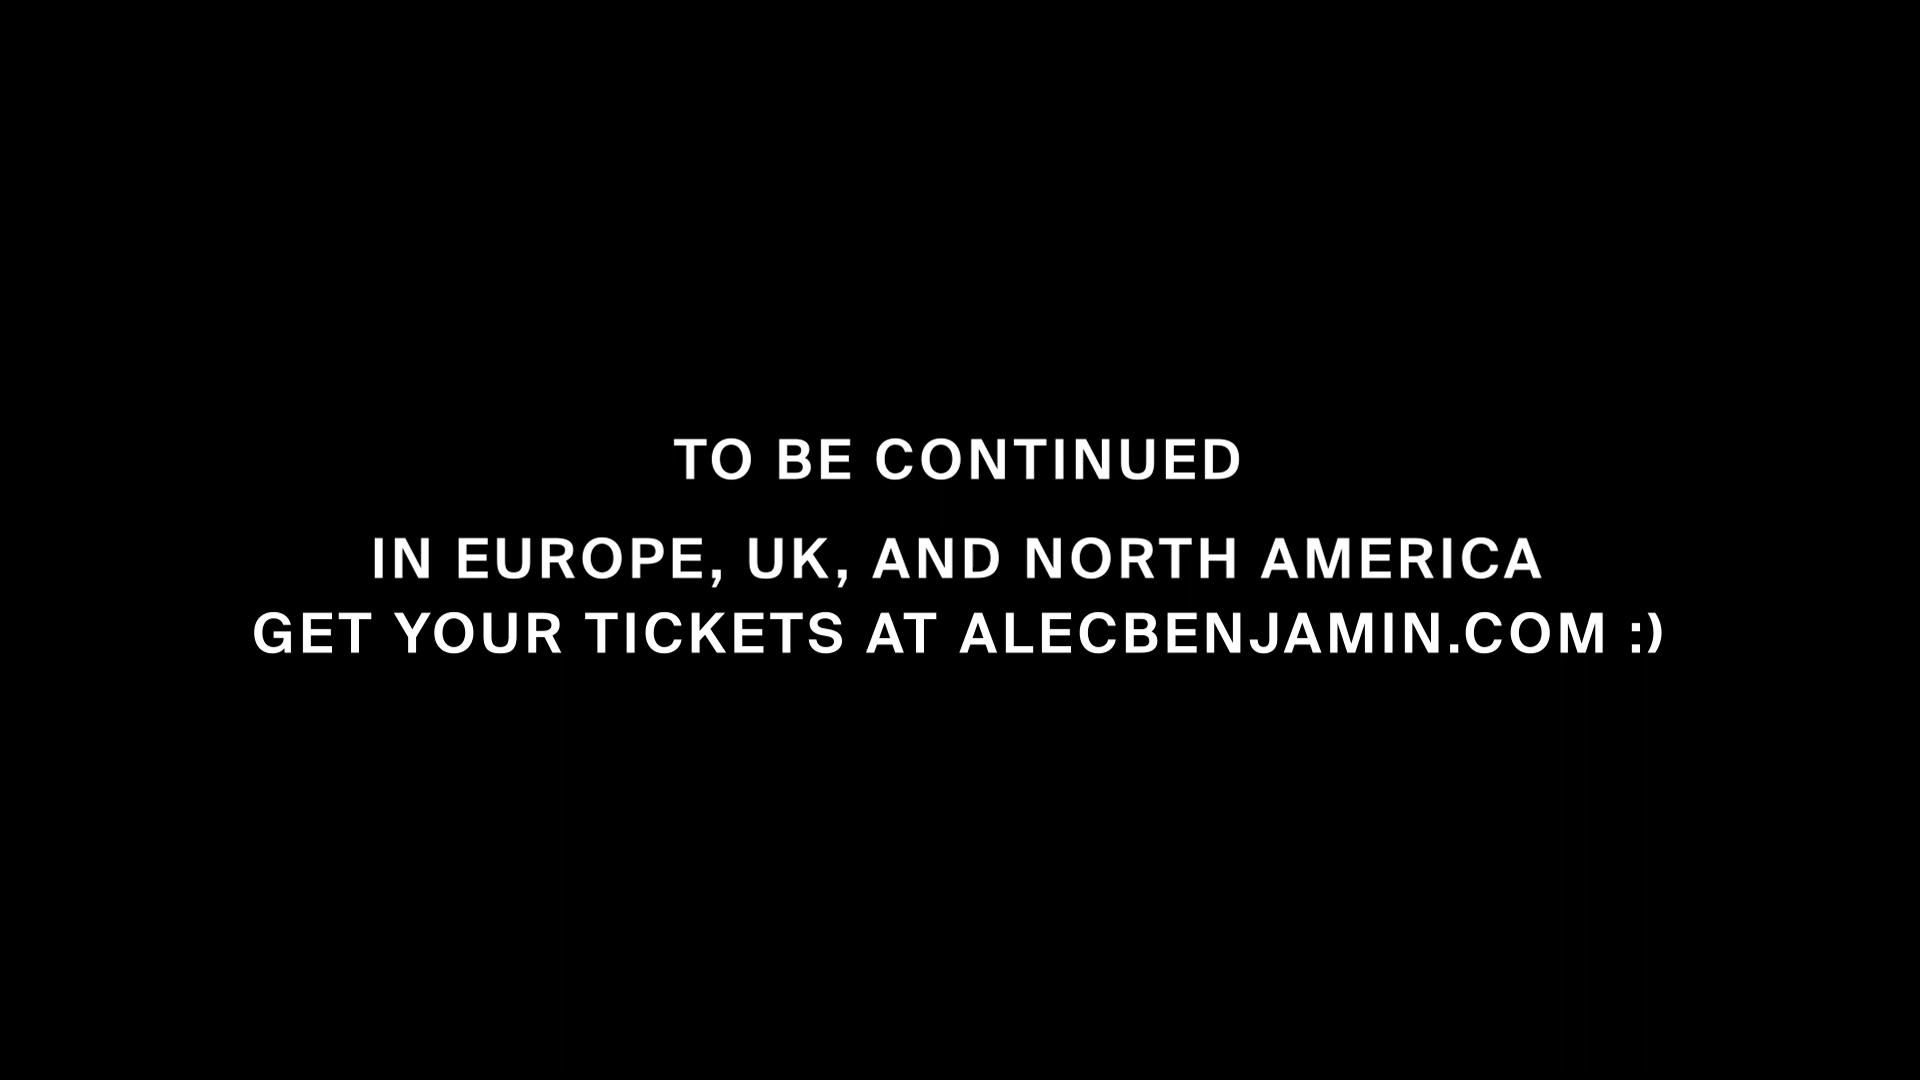 TO BE CONTINUED
IN EUROPE, UK, AND NORTH AMERICA
GET YOUR TICKETS AT ALECBENJAMIN.COM :)